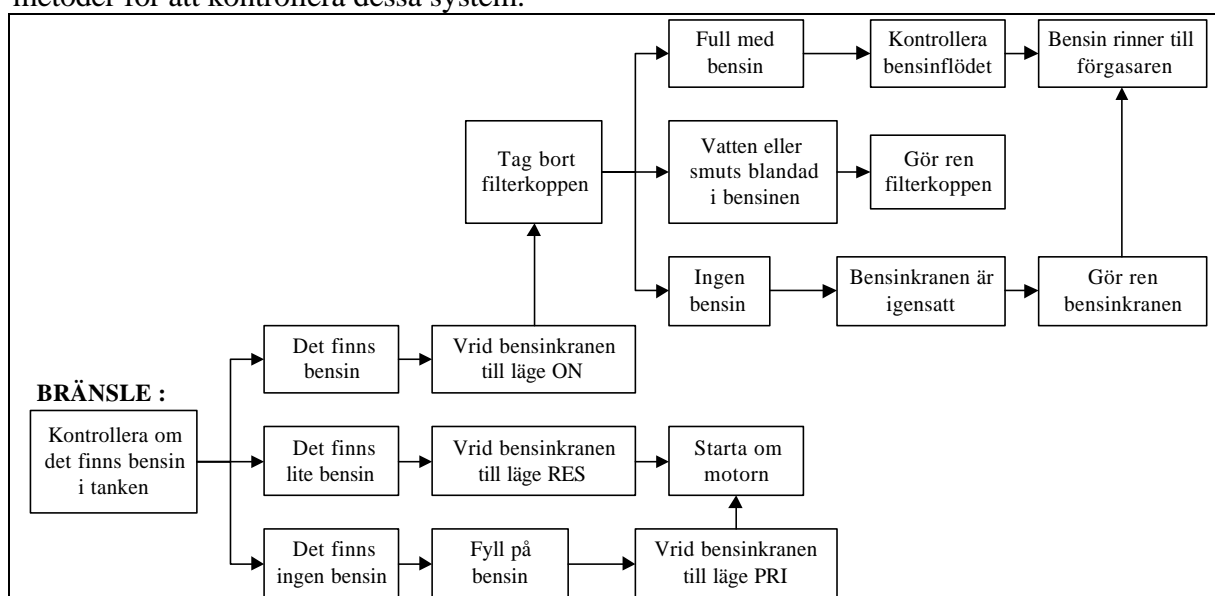 metoder för att kontrollera dessa system.
Full med
bensin
Kontrollera
bensinflödet
Bensin rinner till
förgasaren
Tag bort
filterkoppen
Vatten eller
smuts blandad
i bensinen
Gör ren
filterkoppen
Ingen
bensin
Bensinkranen är
igensatt
Gör ren
bensinkranen
Det finns
bensin
Vrid bensinkranen
till läge ON
BRÄNSLE :
Kontrollera om
det finns bensin
i tanken
Det finns
lite bensin
Vrid bensinkranen
till läge RES
Starta om
motorn
Det finns
ingen bensin
Fyll på
bensin
Vrid bensinkranen
till läge PRI